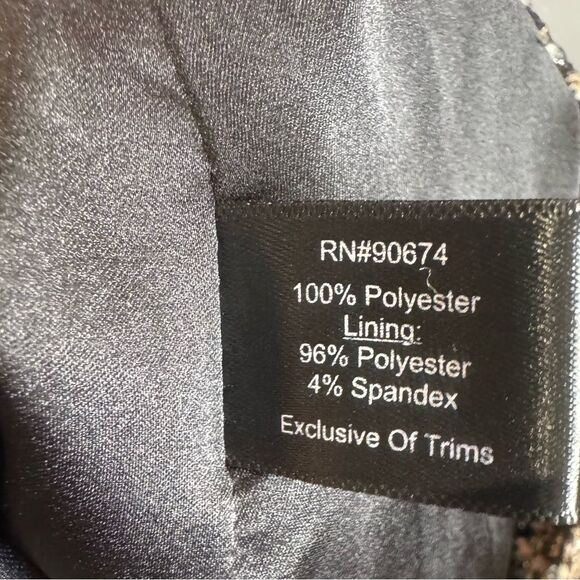 RN#90674
100% Polyester
Lining:
96% Polyester
4% Spandex
Exclusive Of Trims